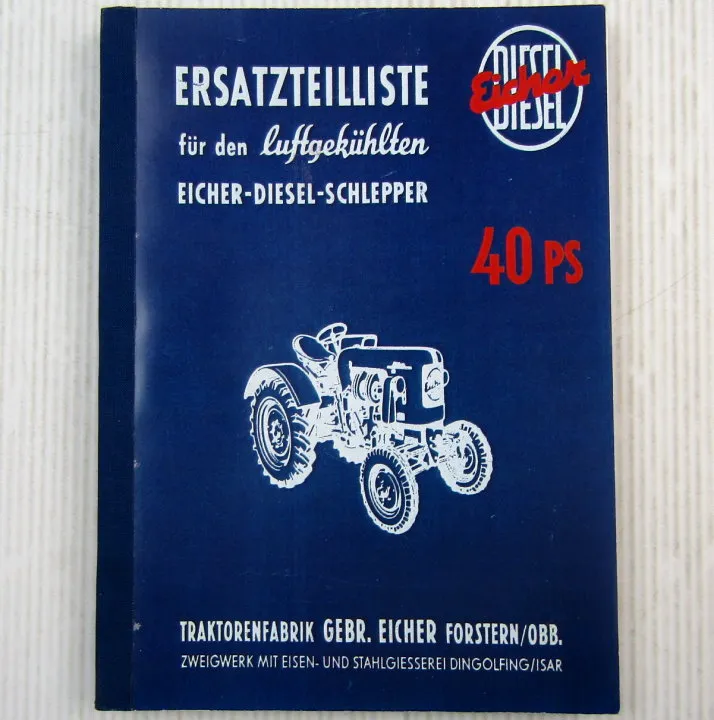 ERSATZTEILLISTE
DIESEL
Eicher
DIESEL
für den luftgekühlten
EICHER-DIESEL-SCHLEPPER
40 PS
TRAKTORENFABRIK GEBR. EICHER FORSTERN/OBB.
ZWEIGWERK MIT EISEN- UND STAHLGIESSEREI DINGOLFING/ISAR